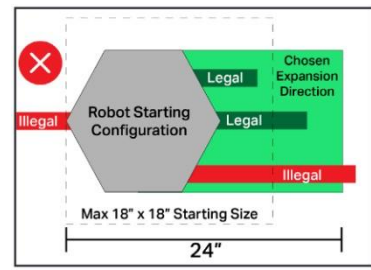 Chosen
Expansion
Direction
Legal
Robot Starting
Configuration
Illegal
Legal
Illegal
Max 18" x 18" Starting Size
24"